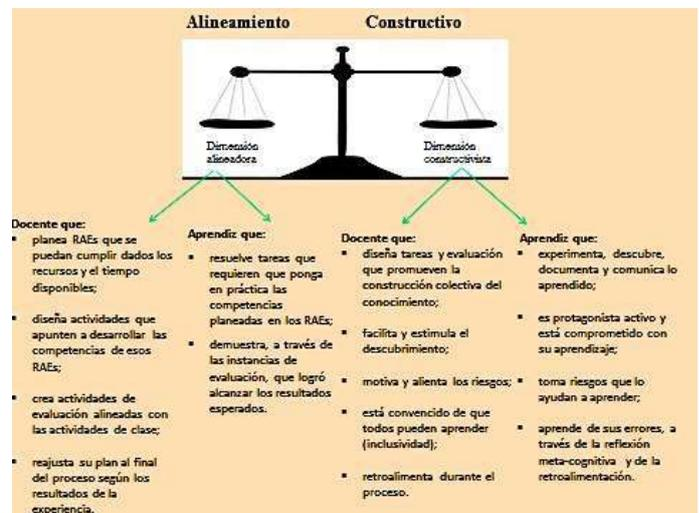 Alineamiento Constructivo
Dimensión
alineadora
Dimensión
constructivista
Docente que:
▪ planea RAEs que se
puedan cumplir dados los
recursos y el tiempo
disponibles;
▪ diseña actividades que
apunten a desarrollar las
competencias de esos
RAEs;
▪ crea actividades de
evaluación alineadas con
las actividades de clase;
▪ reajusta su plan al final
del proceso según los
resultados de la
experiencia.
Aprendiz que:
▪ resuelve tareas que
requieren que ponga
en práctica las
competencias
planeadas en los RAEs;
▪ demuestra, a través de
las instancias de
evaluación, que logró
alcanzar los resultados
esperados.
Docente que:
▪ diseña tareas y evaluación
que promueven la
construcción colectiva del
conocimiento;
▪ facilita y estimula el
descubrimiento;
▪ motiva y alienta los riesgos;
▪ está convencido de que
todos pueden aprender
(inclusividad);
▪ retroalimenta durante el
proceso.
Aprendiz que:
▪ experimenta, descubre,
documenta y comunica lo
aprendido;
▪ es protagonista activo y
está comprometido con
su aprendizaje;
▪ toma riesgos que lo
ayudan a aprender;
▪ aprende de sus errores, a
través de la reflexión
meta-cognitiva y de la
retroalimentación.